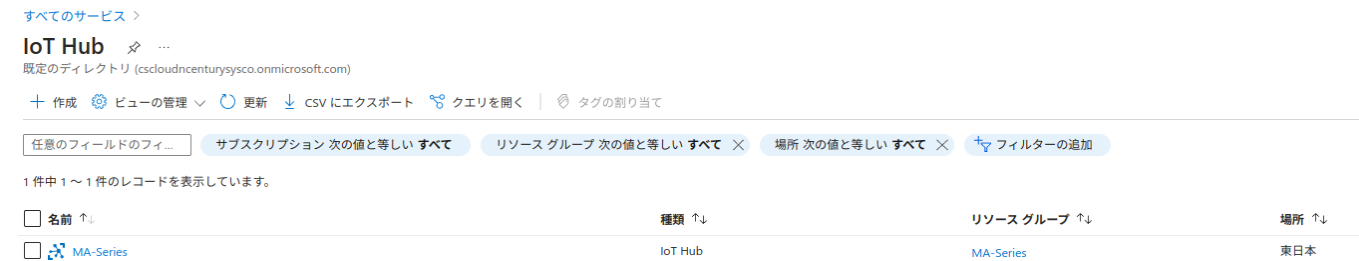 すべてのサービス >
IoT Hub ...
既定のディレクトリ (cscloudncenturysysco.onmicrosoft.com)
作成 ビューの管理 更新 CSV にエクスポート クエリを開く タグの割り当て
任意のフィールドのフィ... サブスクリプション 次の値と等しい すべて リソース グループ 次の値と等しい すべて 場所 次の値と等しい すべて フィルターの追加
1 件中 1 ～ 1 件のレコードを表示しています。
名前 ↑↓ 種類 ↑↓ リソース グループ ↑↓ 場所 ↑↓
MA-Series IoT Hub MA-Series 東日本